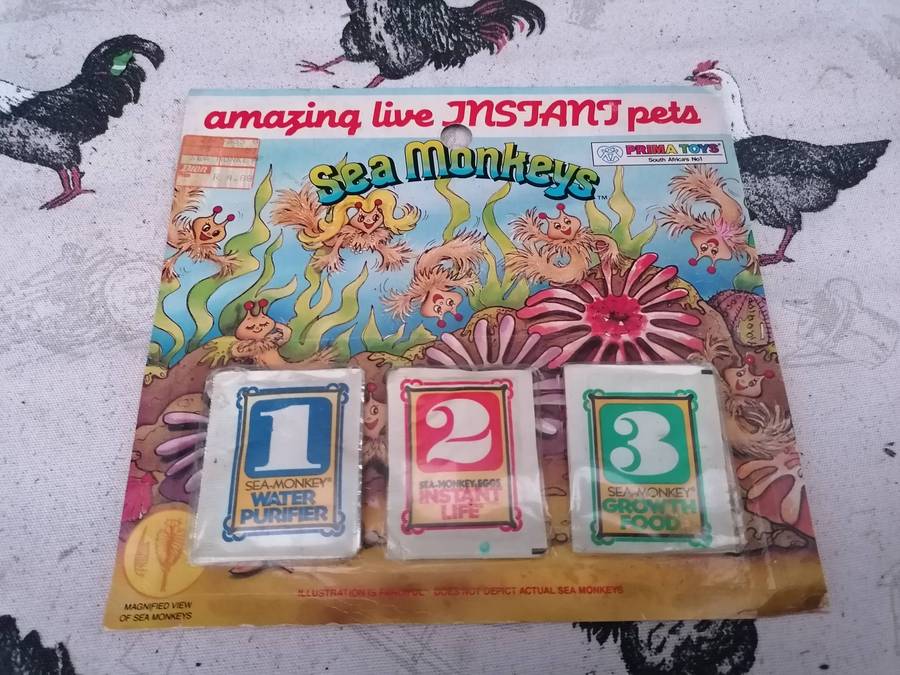 amazing live INSTANT pets
PRIMA TOYS
South Africa's No1
Sea Monkeys™
1
SEA-MONKEY®
WATER
PURIFIER
2
SEA-MONKEY-EGGS
INSTANT
LIFE™
3
SEA-MONKEY®
GROWTH
FOOD
MAGNIFIED VIEW
OF SEA MONKEYS
ILLUSTRATION IS FANCIFUL DOES NOT DEPICT ACTUAL SEA MONKEYS